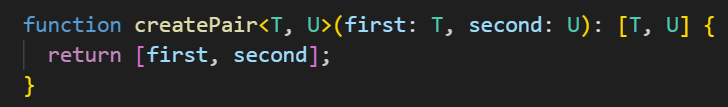 function createPair<T, U>(first: T, second: U): [T, U] {
  return [first, second];
}